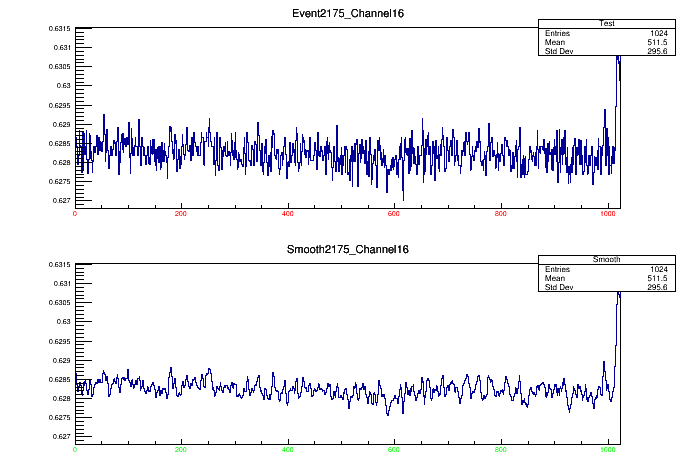 Event2175_Channel16
Test
Entries 1024
Mean 511.5
Std Dev 295.6
0.6315
0.631
0.6305
0.63
0.6295
0.629
0.6285
0.628
0.6275
0.627
0 200 400 600 800 1000
Smooth2175_Channel16
Smooth
Entries 1024
Mean 511.5
Std Dev 295.6
0.6315
0.631
0.6305
0.63
0.6295
0.629
0.6285
0.628
0.6275
0.627
0 200 400 600 800 1000